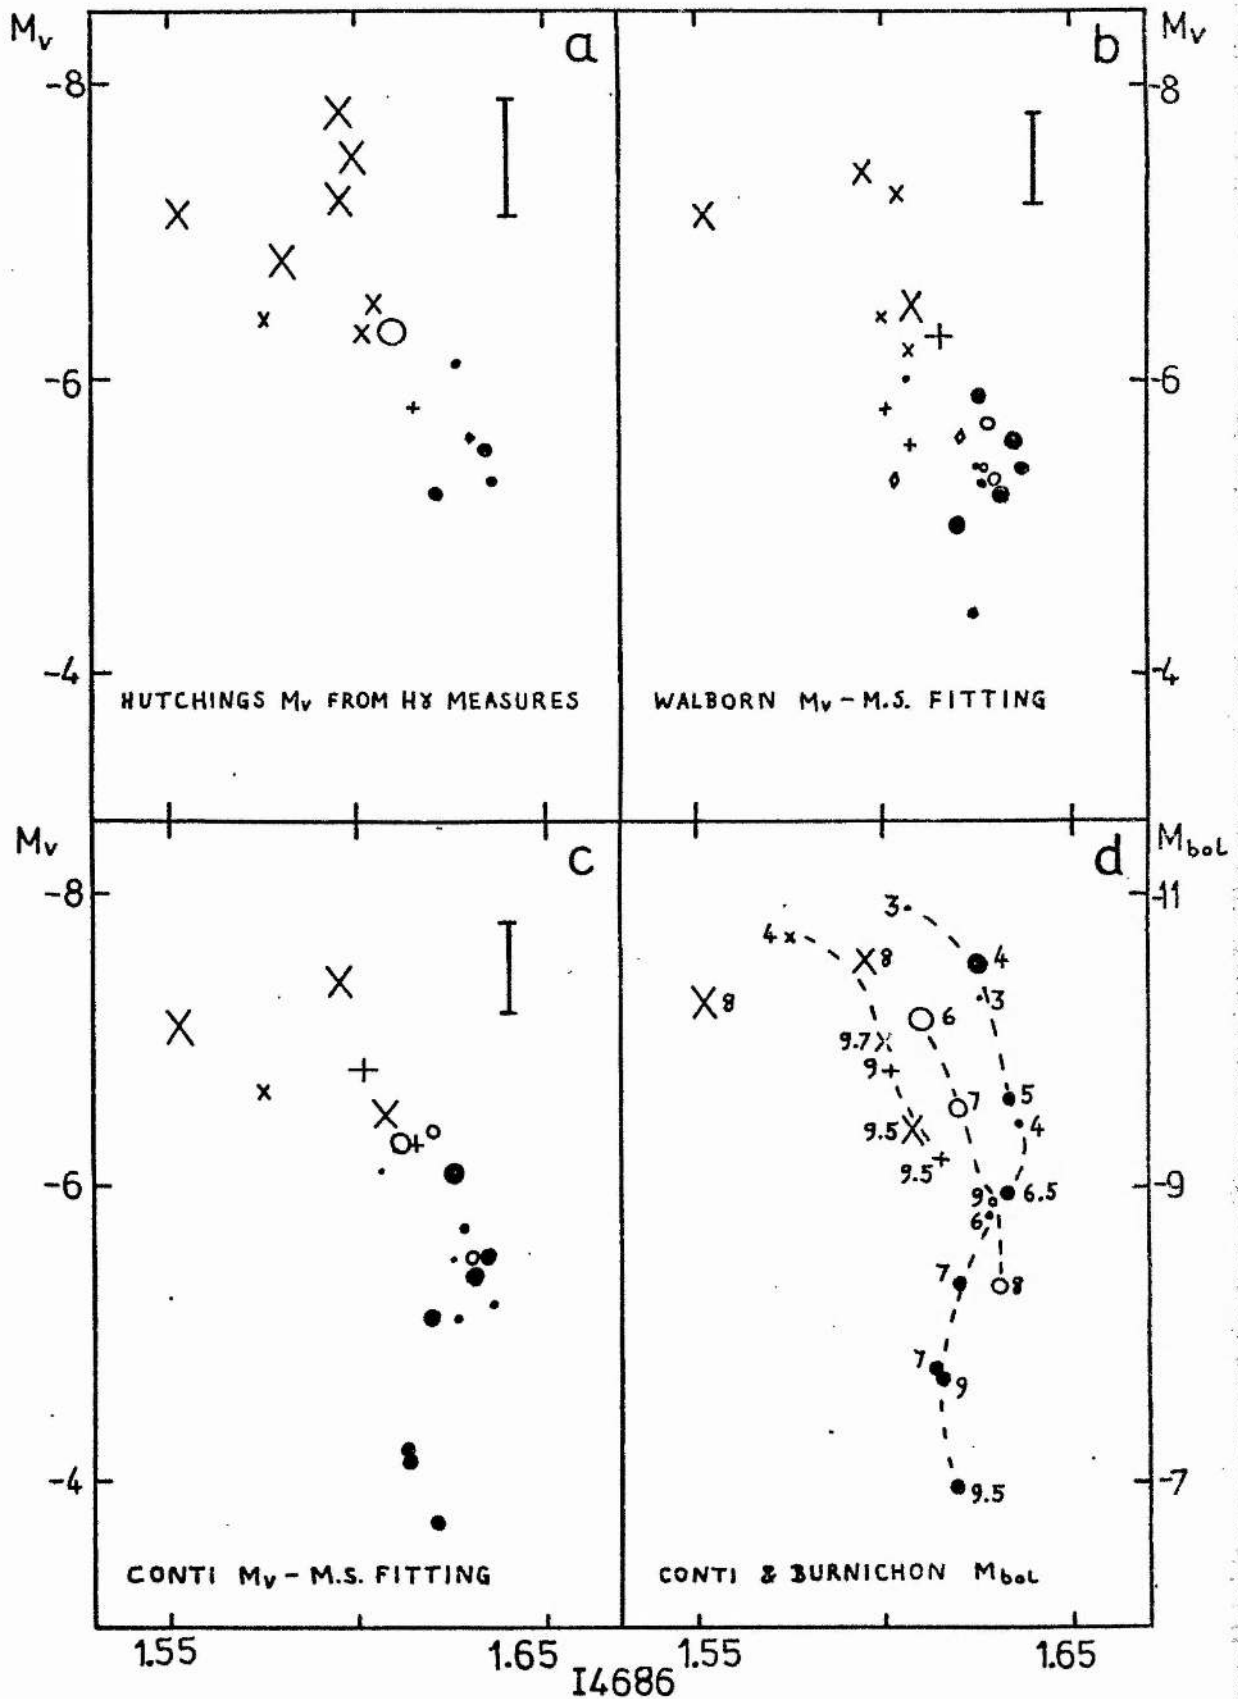 Mv a b Mv
-8 -8
-6 -6
-4 -4
HUTCHINGS Mv FROM Hγ MEASURES WALBORN Mv - M.S. FITTING
Mv c d Mbol
-8 -11
3
4 8 4
8 3
6
9.7
9
7 5
9.5 4
9.5
-6 9 6.5 -9
6
7 8
7
9
-4 9.5 -7
CONTI Mv - M.S. FITTING CONTI & BURNICHON Mbol
1.55 1.65 1.55 1.65
I4686